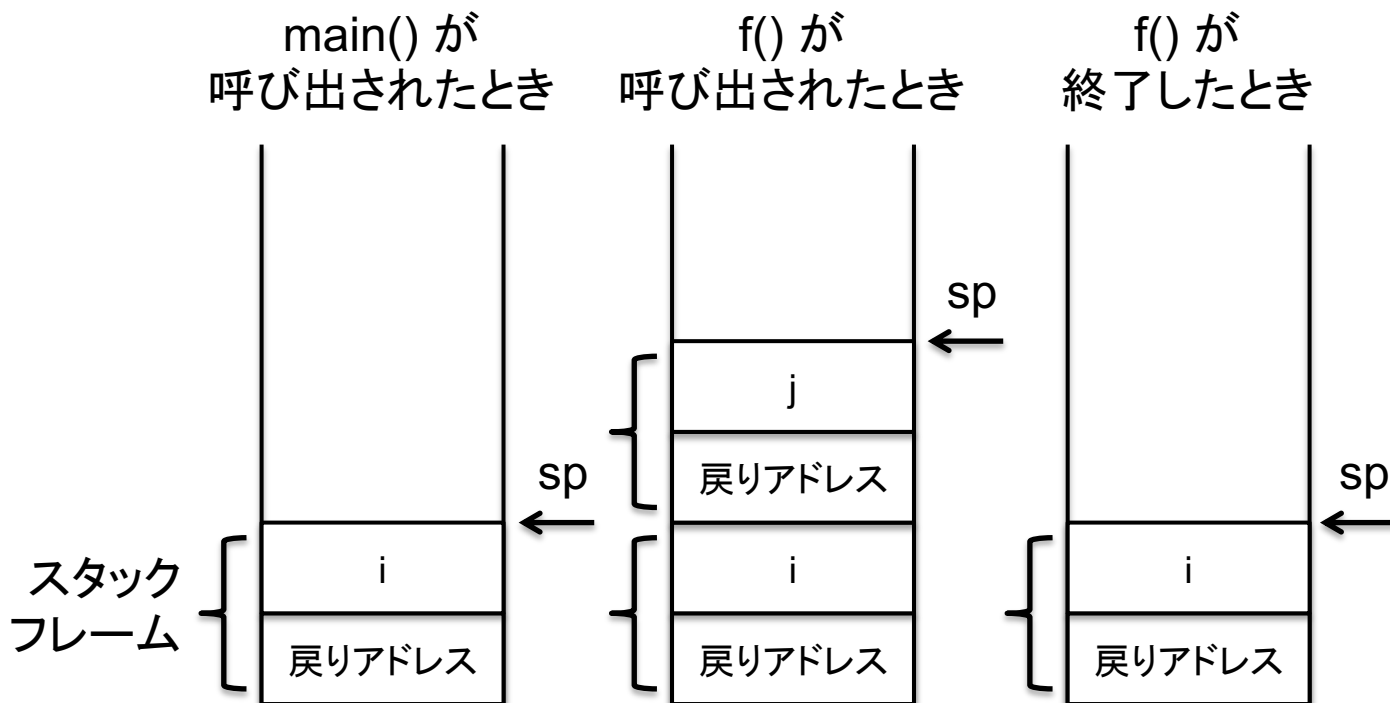 main() が
呼び出されたとき
f() が
呼び出されたとき
f() が
終了したとき
sp
j
戻りアドレス
sp
sp
i
i
i
スタック
フレーム
戻りアドレス
戻りアドレス
戻りアドレス